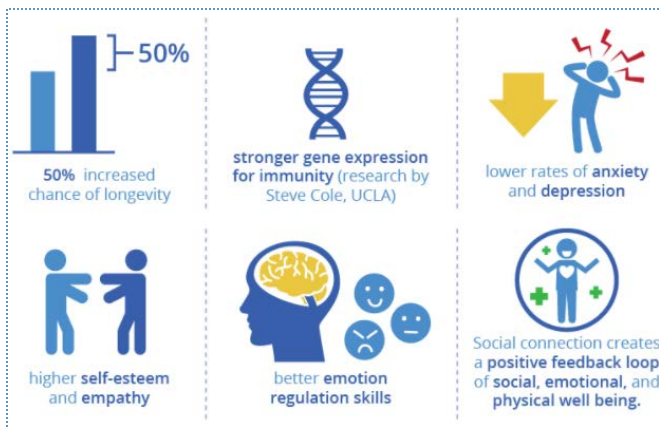 50%
50% increased
chance of longevity
stronger gene expression
for immunity (research by
Steve Cole, UCLA)
lower rates of anxiety
and depression
higher self-esteem
and empathy
better emotion
regulation skills
Social connection creates
a positive feedback loop
of social, emotional, and
physical well being.